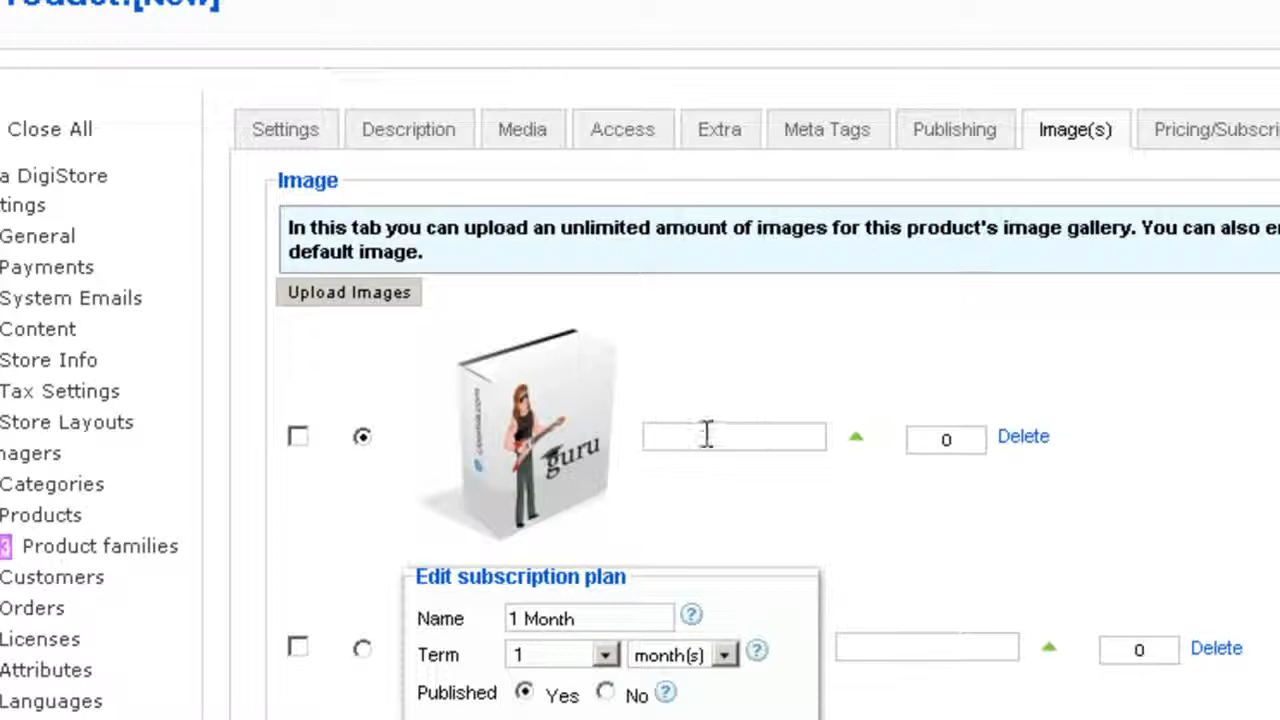 Product:[New]
Close All
Settings
Description
Media
Access
Extra
Meta Tags
Publishing
Image(s)
Pricing/Subscri
a DigiStore
tings
General
Payments
System Emails
Content
Store Info
Tax Settings
Store Layouts
nagers
Categories
Products
Product families
Customers
Orders
Licenses
Attributes
Languages
Image
In this tab you can upload an unlimited amount of images for this product's image gallery. You can also e
default image.
Upload Images
guru
0
Delete
Edit subscription plan
Name 1 Month ?
Term 1 month(s) ?
Published Yes No ?
0
Delete